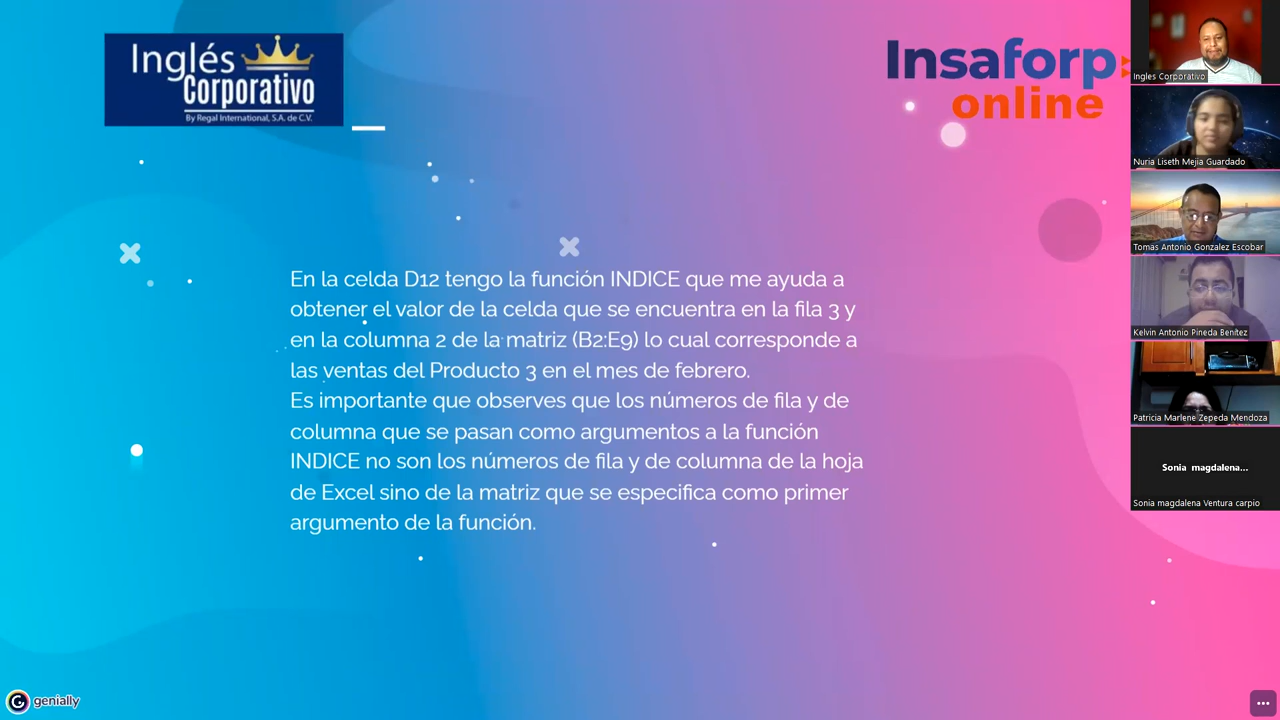 Inglés
Corporativo
By Regal International, S.A. de C.V.
Insaforp
online
En la celda D12 tengo la función INDICE que me ayuda a
obtener el valor de la celda que se encuentra en la fila 3 y
en la columna 2 de la matriz (B2:E9) lo cual corresponde a
las ventas del Producto 3 en el mes de febrero.
Es importante que observes que los números de fila y de
columna que se pasan como argumentos a la función
INDICE no son los números de fila y de columna de la hoja
de Excel sino de la matriz que se especifica como primer
argumento de la función.
genially
Ingles Corporativo
Nuria Liseth Mejia Guardado
Tomas Antonio Gonzalez Escobar
Kelvin Antonio Pineda Benítez
Patricia Marlene Zepeda Mendoza
Sonia magdalena...
Sonia magdalena Ventura carpio